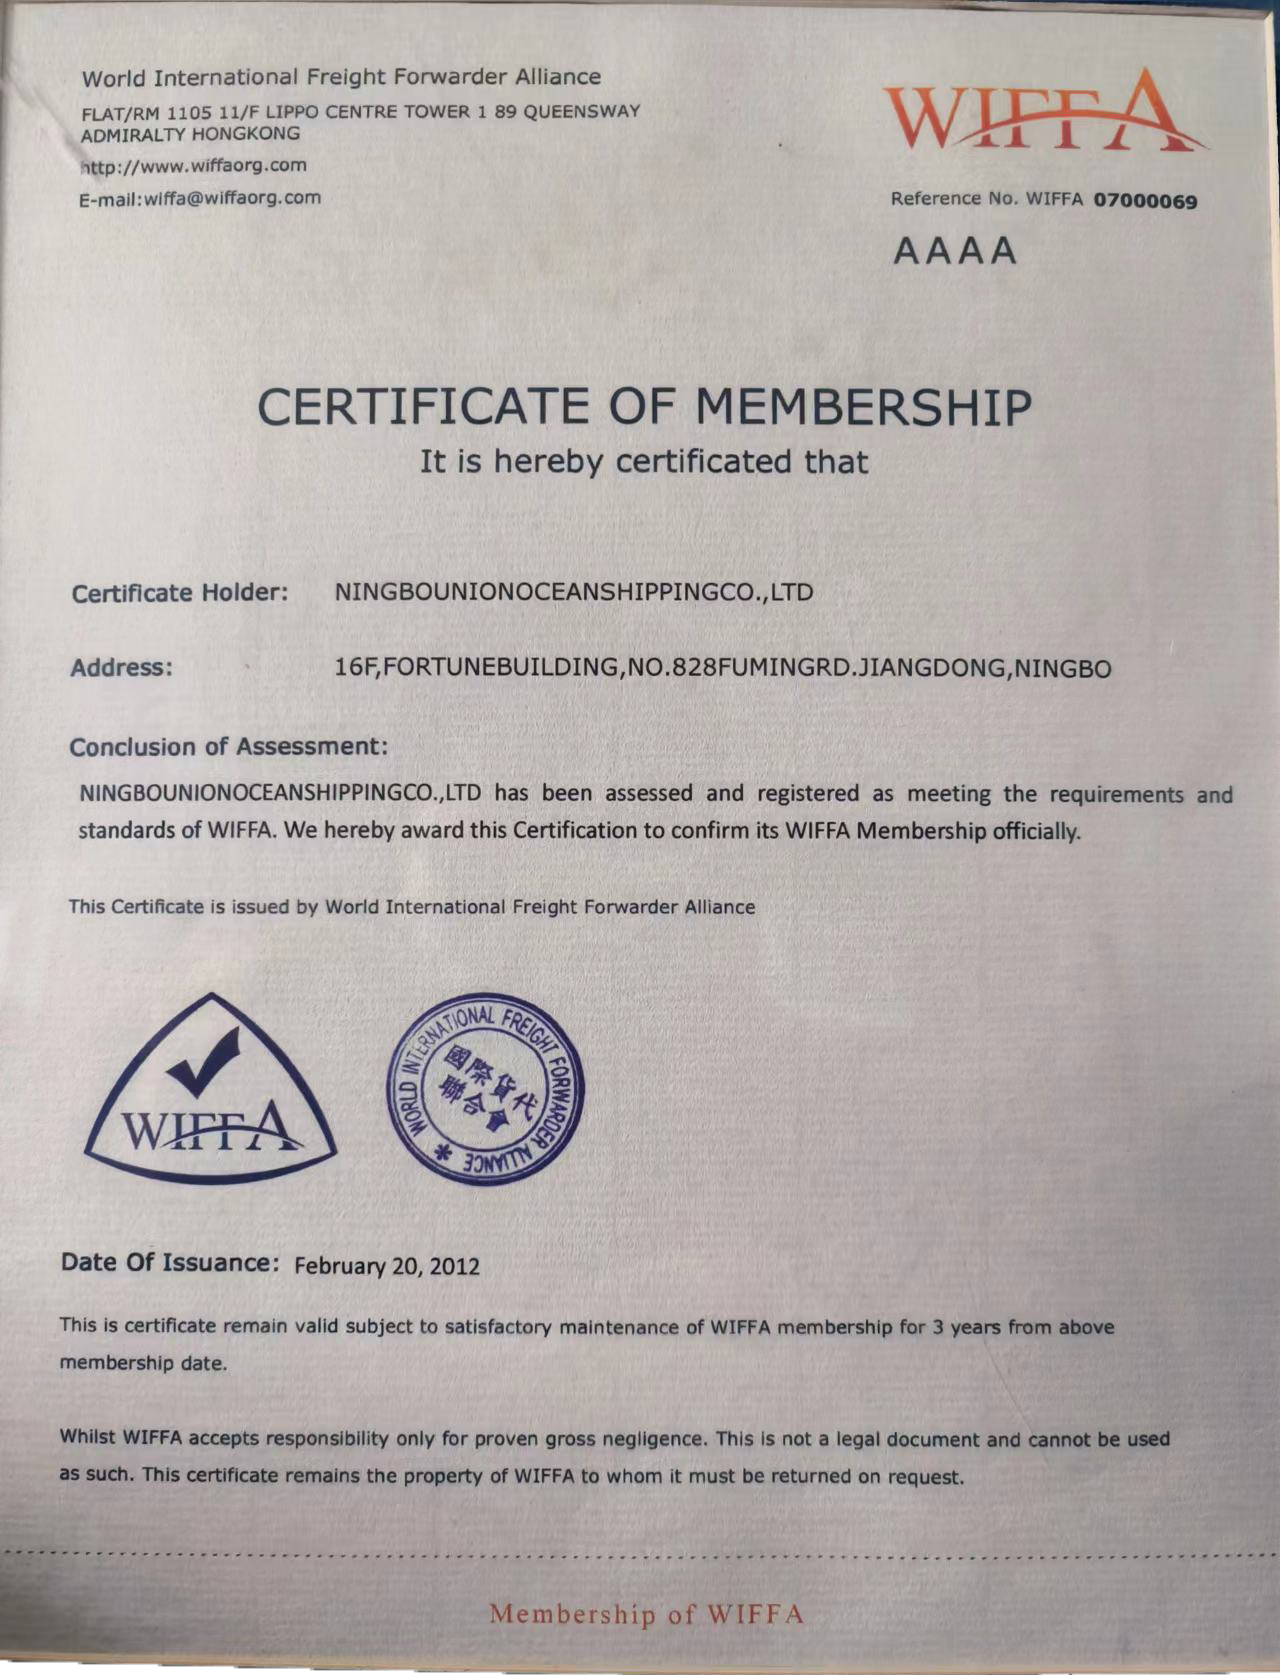 World International Freight Forwarder Alliance
FLAT/RM 1105 11/F LIPPO CENTRE TOWER 1 89 QUEENSWAY
ADMIRALTY HONGKONG
http://www.wiffaorg.com
E-mail:wiffa@wiffaorg.com
WIFFA
Reference No. WIFFA 07000069
AAAA
CERTIFICATE OF MEMBERSHIP
It is hereby certificated that
Certificate Holder: NINGBOUNIONOCEANSHIPPINGCO.,LTD
Address: 16F,FORTUNEBUILDING,NO.828FUMINGRD.JIANGDONG,NINGBO
Conclusion of Assessment:
NINGBOUNIONOCEANSHIPPINGCO.,LTD has been assessed and registered as meeting the requirements and
standards of WIFFA. We hereby award this Certification to confirm its WIFFA Membership officially.
This Certificate is issued by World International Freight Forwarder Alliance
WIFFA
WORLD INTERNATIONAL FREIGHT FORWARDER ALLIANCE
國際貨代
聯合會
Date Of Issuance: February 20, 2012
This is certificate remain valid subject to satisfactory maintenance of WIFFA membership for 3 years from above
membership date.
Whilst WIFFA accepts responsibility only for proven gross negligence. This is not a legal document and cannot be used
as such. This certificate remains the property of WIFFA to whom it must be returned on request.
Membership of WIFFA